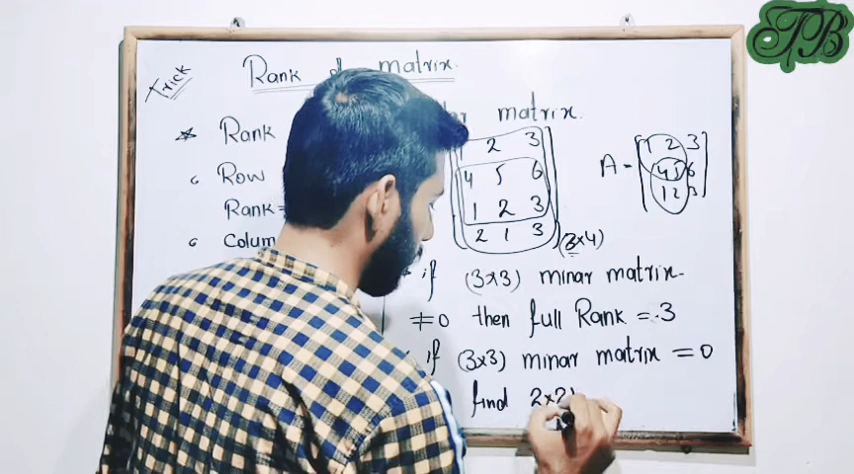 Trick
Rank matrix.
matrix.
Rank
2 3
4 5 6
1 2 3
2 1 3
(3×4)
A = 1 2 3
4 5 6
1 2 3
Row
Rank=
Colum
if (3×3) minar matrix.
≠0 then full Rank = 3
if (3×3) minar matrix = 0
find 2×2
TB